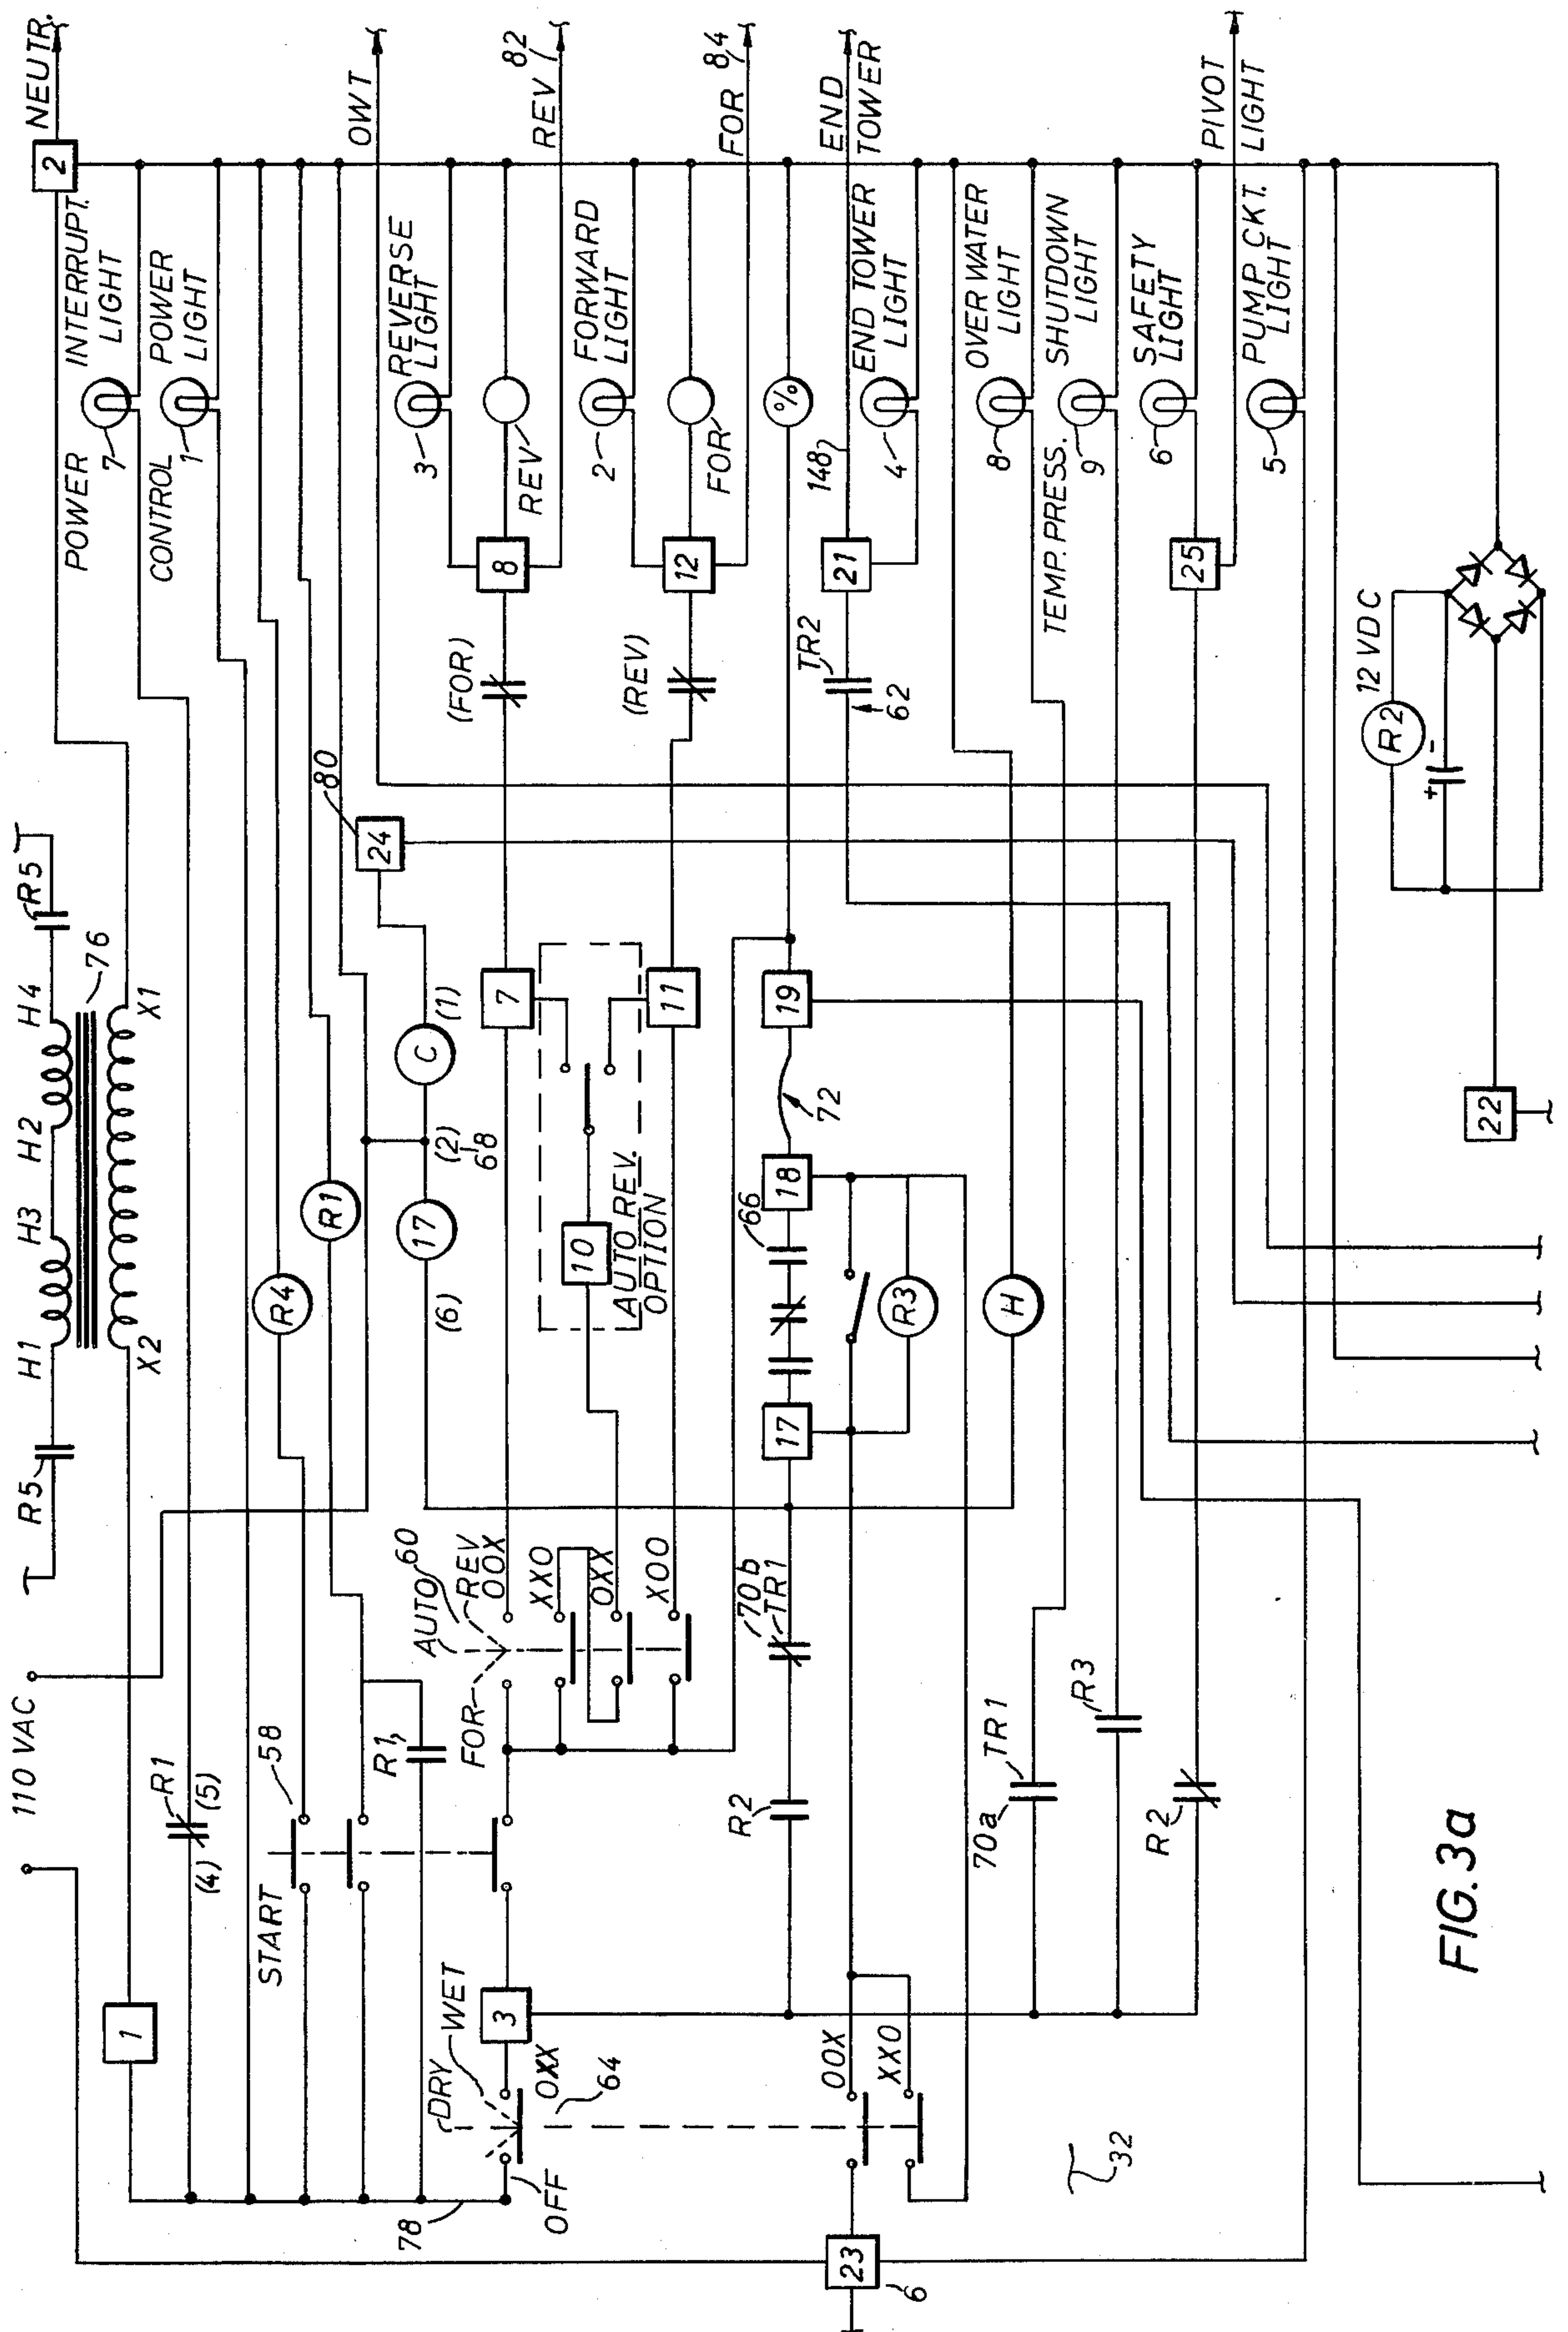 110 VAC
R5
H1
H3
H2
H4
R5
76
X2
X1
NEUTR.
2
1
R1
(4)
(5)
POWER INTERRUPT.
LIGHT
7
CONTROL POWER
LIGHT
1
START
58
R4
R1
R1
78
80
24
OWT
(6)
17
(2)
68
C
(1)
DRY
WET
OFF
OXX
64
3
FOR
AUTO
60
REV
OOX
XXO
OXX
XOO
7
10
AUTO REV.
OPTION
11
(FOR)
8
REV
3
REVERSE
LIGHT
REV
82
(REV)
12
FOR
2
FORWARD
LIGHT
FOR
84
R2
70b
TR1
17
66
18
72
19
%
R3
TR2
62
21
148
END
TOWER
4
END TOWER
LIGHT
OOX
XXO
23
6
H
70a
TR1
8
OVER WATER
LIGHT
TEMP. PRESS.
R3
9
SHUTDOWN
LIGHT
R2
25
6
SAFETY
LIGHT
PIVOT
LIGHT
5
PUMP CKT.
LIGHT
32
22
R2
12 VDC
+
-
FIG. 3a